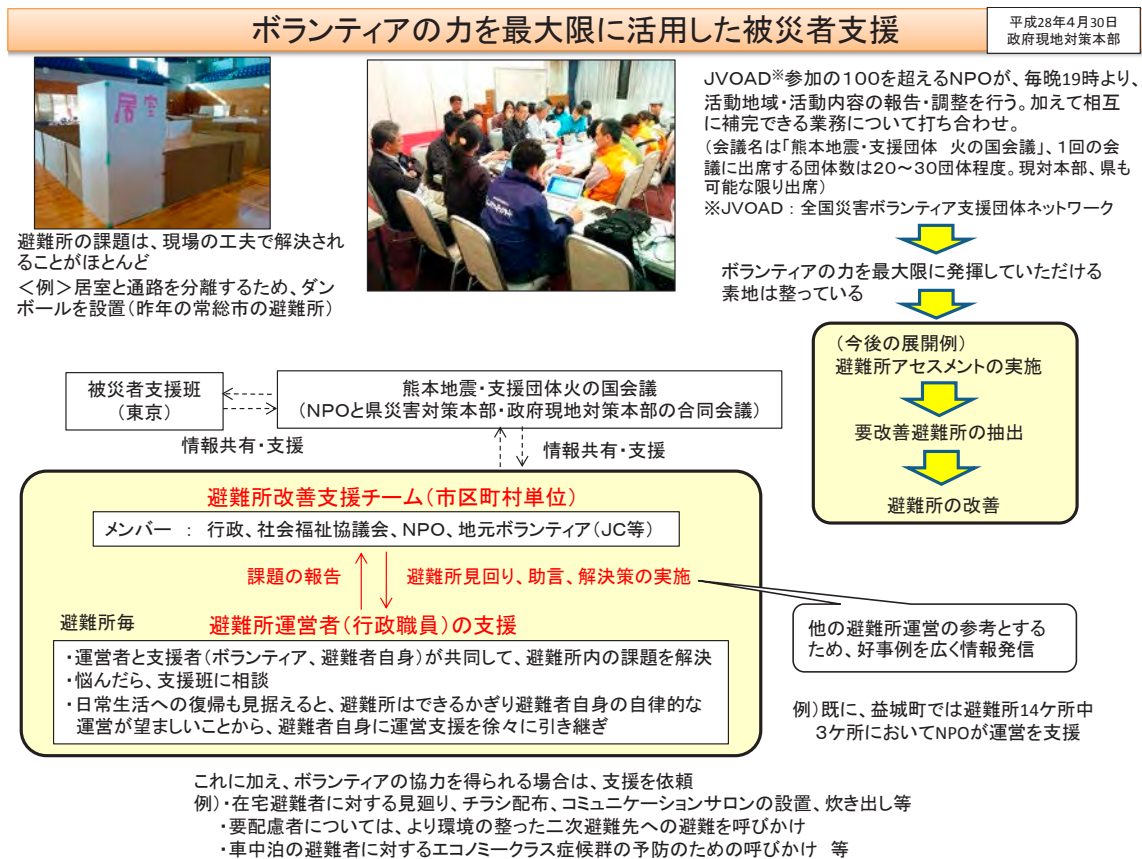 ボランティアの力を最大限に活用した被災者支援
平成28年4月30日
政府現地対策本部
居室
JVOAD※参加の100を超えるNPOが、毎晩19時より、
活動地域・活動内容の報告・調整を行う。加えて相互
に補完できる業務について打ち合わせ。
(会議名は「熊本地震・支援団体 火の国会議」、1回の会
議に出席する団体数は20~30団体程度。現対本部、県も
可能な限り出席)
※JVOAD : 全国災害ボランティア支援団体ネットワーク
避難所の課題は、現場の工夫で解決され
ることがほとんど
<例>居室と通路を分離するため、ダン
ボールを設置(昨年の常総市の避難所)
ボランティアの力を最大限に発揮していただける
素地は整っている
(今後の展開例)
避難所アセスメントの実施
要改善避難所の抽出
避難所の改善
被災者支援班
(東京)
熊本地震・支援団体火の国会議
(NPOと県災害対策本部・政府現地対策本部の合同会議)
情報共有・支援
情報共有・支援
避難所改善支援チーム(市区町村単位)
メンバー : 行政、社会福祉協議会、NPO、地元ボランティア(JC等)
課題の報告
避難所見回り、助言、解決策の実施
避難所毎
避難所運営者(行政職員)の支援
・運営者と支援者(ボランティア、避難者自身)が共同して、避難所内の課題を解決
・悩んだら、支援班に相談
・日常生活への復帰も見据えると、避難所はできるかぎり避難者自身の自律的な
運営が望ましいことから、避難者自身に運営支援を徐々に引き継ぎ
他の避難所運営の参考とする
ため、好事例を広く情報発信
例)既に、益城町では避難所14ケ所中
3ケ所においてNPOが運営を支援
これに加え、ボランティアの協力を得られる場合は、支援を依頼
例)・在宅避難者に対する見廻り、チラシ配布、コミュニケーションサロンの設置、炊き出し等
・要配慮者については、より環境の整った二次避難先への避難を呼びかけ
・車中泊の避難者に対するエコノミークラス症候群の予防のための呼びかけ 等